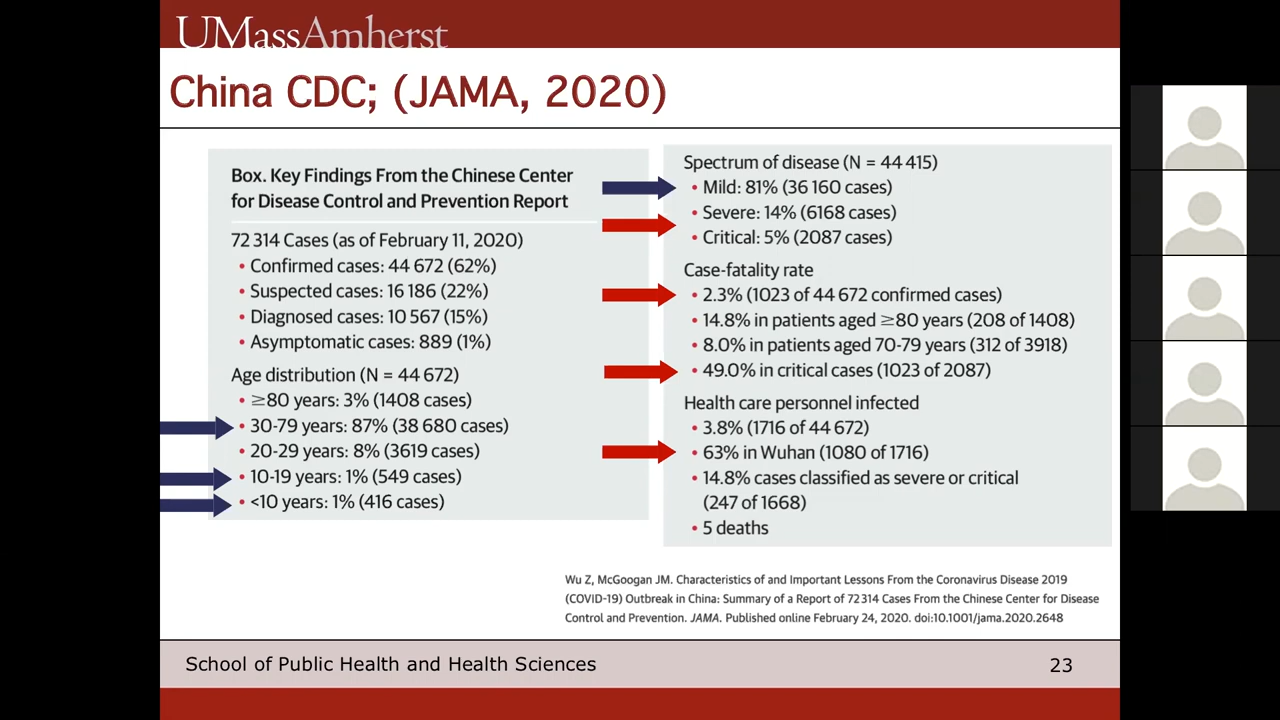 UMassAmherst
China CDC; (JAMA, 2020)
Box. Key Findings From the Chinese Center
for Disease Control and Prevention Report
72 314 Cases (as of February 11, 2020)
• Confirmed cases: 44 672 (62%)
• Suspected cases: 16 186 (22%)
• Diagnosed cases: 10 567 (15%)
• Asymptomatic cases: 889 (1%)
Age distribution (N = 44 672)
• ≥80 years: 3% (1408 cases)
• 30-79 years: 87% (38 680 cases)
• 20-29 years: 8% (3619 cases)
• 10-19 years: 1% (549 cases)
• <10 years: 1% (416 cases)
Spectrum of disease (N = 44 415)
• Mild: 81% (36 160 cases)
• Severe: 14% (6168 cases)
• Critical: 5% (2087 cases)
Case-fatality rate
• 2.3% (1023 of 44 672 confirmed cases)
• 14.8% in patients aged ≥80 years (208 of 1408)
• 8.0% in patients aged 70-79 years (312 of 3918)
• 49.0% in critical cases (1023 of 2087)
Health care personnel infected
• 3.8% (1716 of 44 672)
• 63% in Wuhan (1080 of 1716)
• 14.8% cases classified as severe or critical
(247 of 1668)
• 5 deaths
Wu Z, McGoogan JM. Characteristics of and Important Lessons From the Coronavirus Disease 2019
(COVID-19) Outbreak in China: Summary of a Report of 72 314 Cases From the Chinese Center for Disease
Control and Prevention. JAMA. Published online February 24, 2020. doi:10.1001/jama.2020.2648
School of Public Health and Health Sciences
23